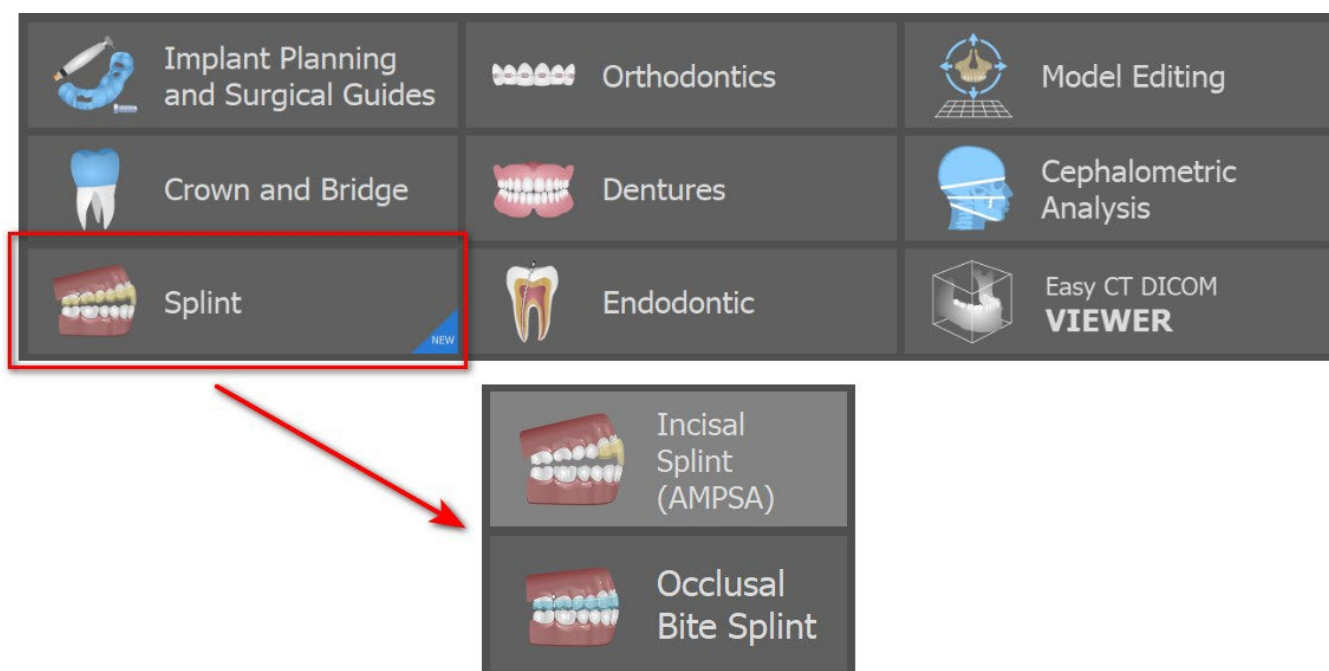 Implant Planning
and Surgical Guides
Orthodontics
Model Editing
Crown and Bridge
Dentures
Cephalometric
Analysis
Splint
NEW
Endodontic
Easy CT DICOM
VIEWER
Incisal
Splint
(AMPSA)
Occlusal
Bite Splint